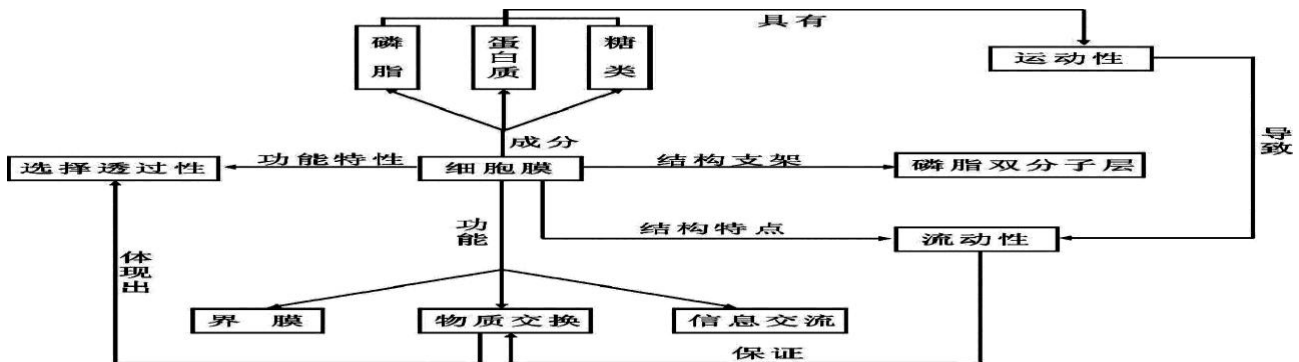 具有
磷脂
蛋白质
糖类
运动性
成分
导致
选择透过性
功能特性
细胞膜
结构支架
磷脂双分子层
功能
结构特点
流动性
体现出
界膜
物质交换
信息交流
保证